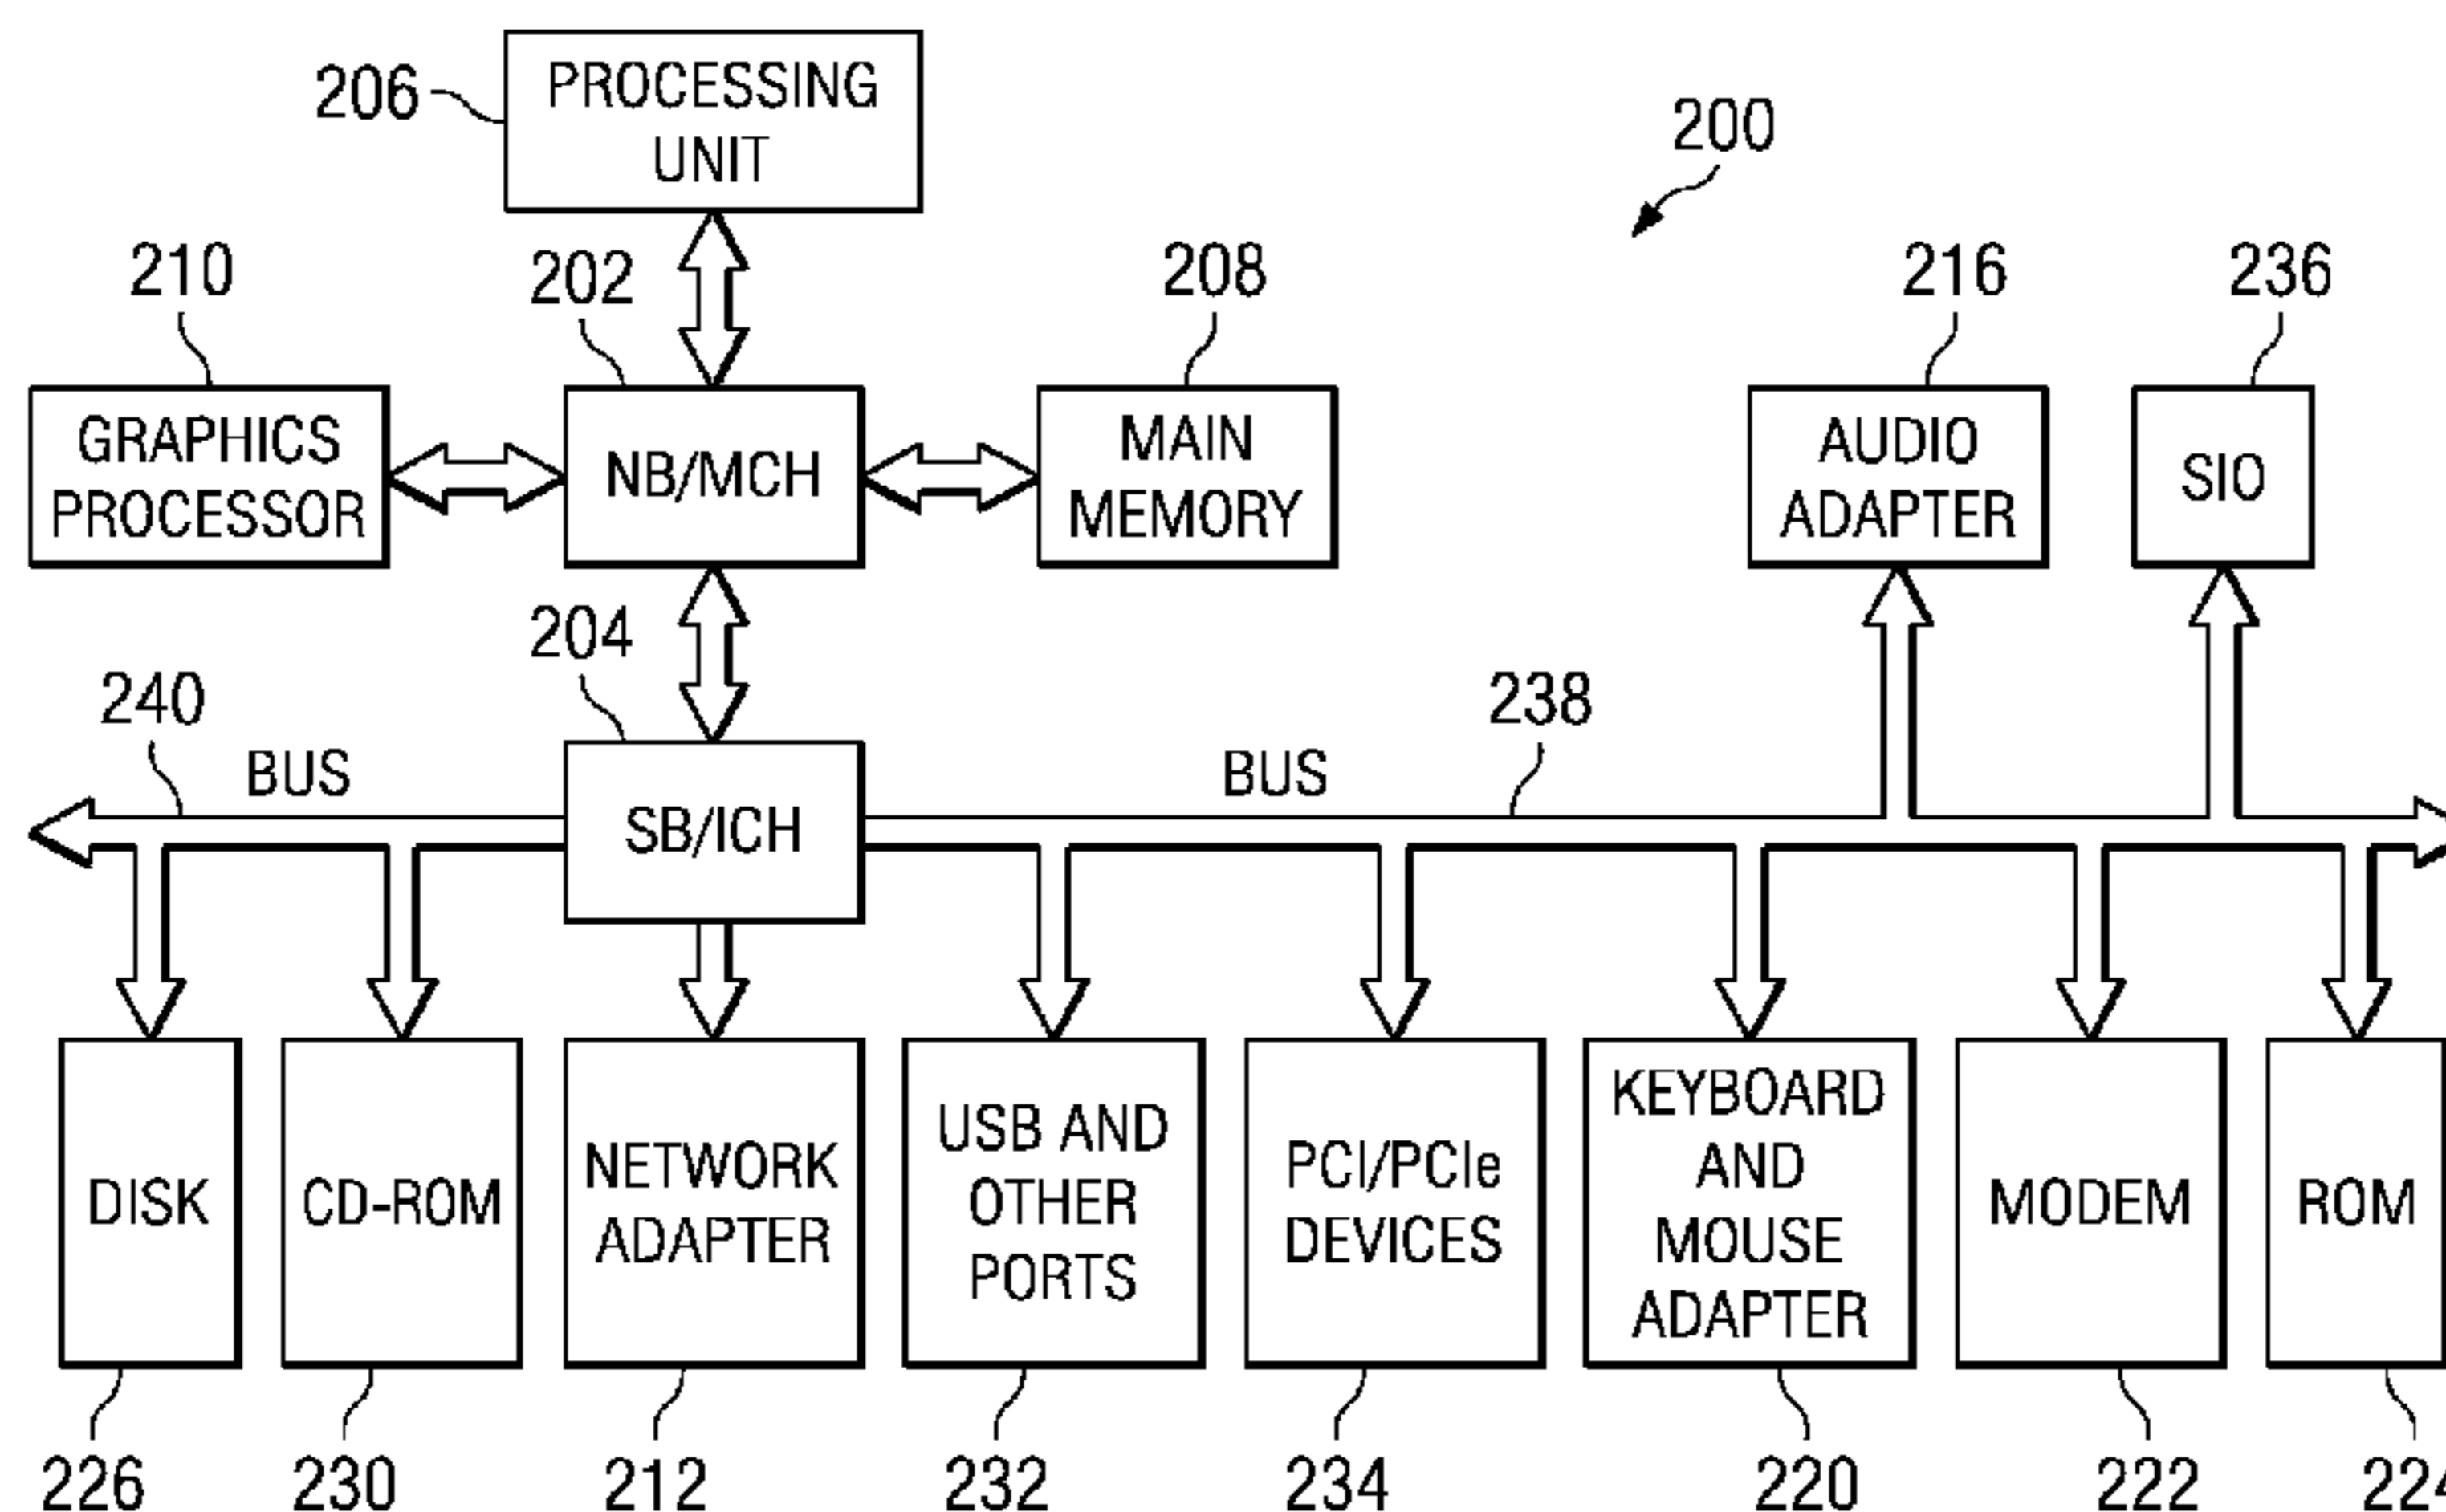 206
PROCESSING
UNIT
200
210
202
208
216
236
GRAPHICS
PROCESSOR
NB/MCH
MAIN
MEMORY
AUDIO
ADAPTER
SIO
204
240
BUS
SB/ICH
BUS
238
DISK
CD-ROM
NETWORK
ADAPTER
USB AND
OTHER
PORTS
PCI/PCIe
DEVICES
KEYBOARD
AND
MOUSE
ADAPTER
MODEM
ROM
226
230
212
232
234
220
222
224